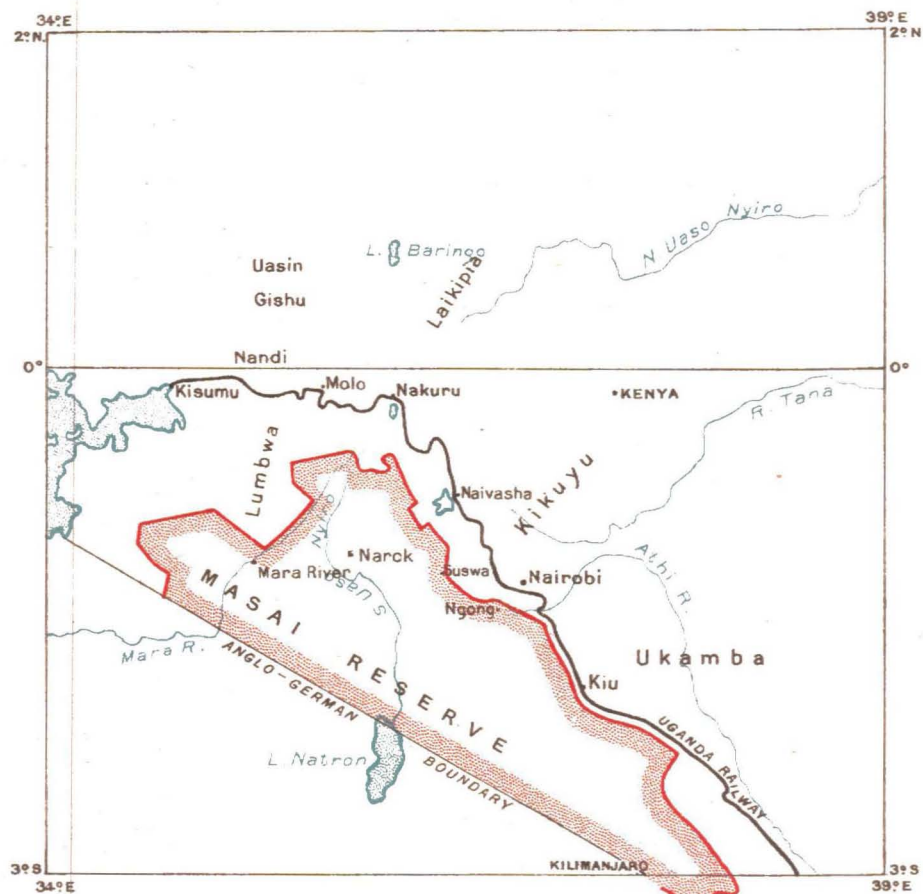 34°E
39°E
2°N.
2°N
L. Baringo
N Uaso Nyiro
Uasin
Gishu
Laikipia
Nandi
0°
0°
Kisumu
Molo
Nakuru
KENYA
R. Tana
Lumbwa
Naivasha
Kikuyu
Nyiro
Narok
Mara River
Suswa
Nairobi
Athi R.
Uaso S
Ngong
MASAI RESERVE
Mara R.
ANGLO-GERMAN BOUNDARY
Ukamba
Kiu
L. Natron
UGANDA RAILWAY
KILIMANJARO
3°S
3°S
34°E
39°E